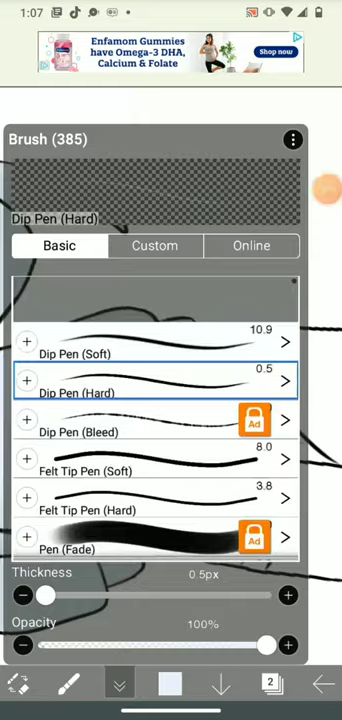 1:07
Enfamom Gummies
have Omega-3 DHA,
Calcium & Folate
Shop now
Brush (385)
Dip Pen (Hard)
Basic
Custom
Online
10.9
Dip Pen (Soft)
0.5
Dip Pen (Hard)
Dip Pen (Bleed)
Ad
8.0
Felt Tip Pen (Soft)
3.8
Felt Tip Pen (Hard)
Pen (Fade)
Ad
Thickness
0.5px
Opacity
100%
2